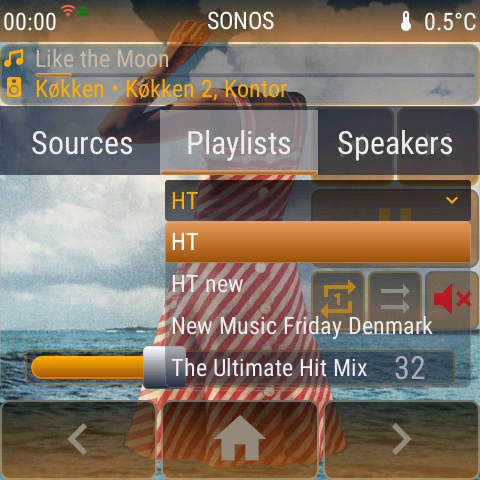 00:00 SONOS 0.5°C
Like the Moon
Køkken • Køkken 2, Kontor
Sources Playlists Speakers
HT
HT
HT new
1
New Music Friday Denmark
The Ultimate Hit Mix 32